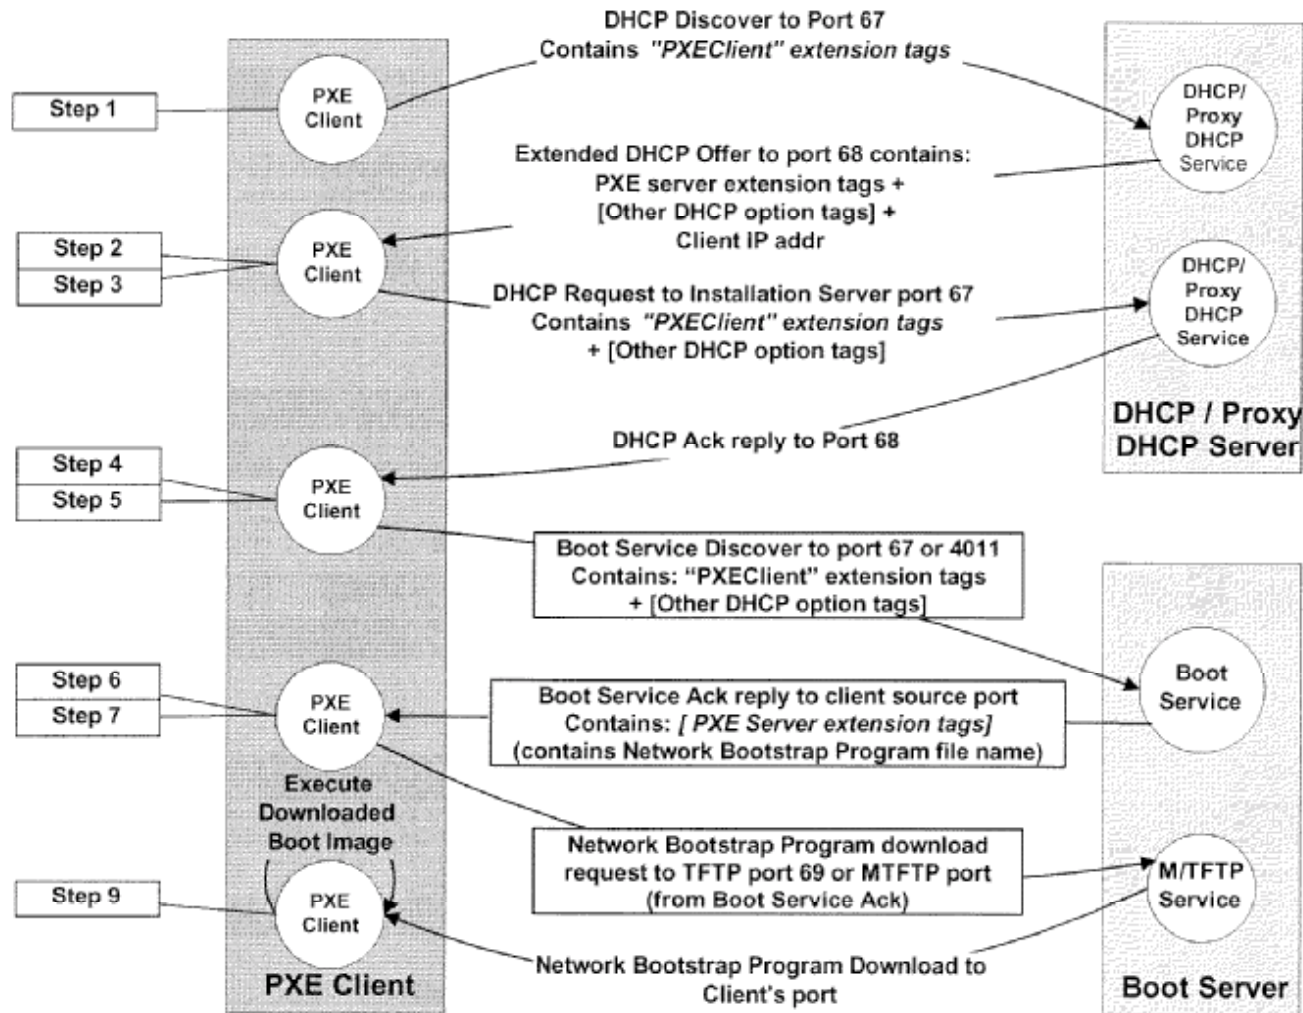 DHCP Discover to Port 67
Contains "PXEClient" extension tags
Step 1
PXE
Client
DHCP/
Proxy
DHCP
Service
Extended DHCP Offer to port 68 contains:
PXE server extension tags +
[Other DHCP option tags] +
Client IP addr
Step 2
Step 3
PXE
Client
DHCP Request to Installation Server port 67
Contains "PXEClient" extension tags
+ [Other DHCP option tags]
DHCP/
Proxy
DHCP
Service
DHCP / Proxy
DHCP Server
DHCP Ack reply to Port 68
Step 4
Step 5
PXE
Client
Boot Service Discover to port 67 or 4011
Contains: "PXEClient" extension tags
+ [Other DHCP option tags]
Step 6
Step 7
PXE
Client
Boot Service Ack reply to client source port
Contains: [ PXE Server extension tags]
(contains Network Bootstrap Program file name)
Boot
Service
Execute
Downloaded
Boot Image
Network Bootstrap Program download
request to TFTP port 69 or MTFTP port
(from Boot Service Ack)
M/TFTP
Service
Step 9
PXE
Client
Network Bootstrap Program Download to
Client's port
PXE Client
Boot Server